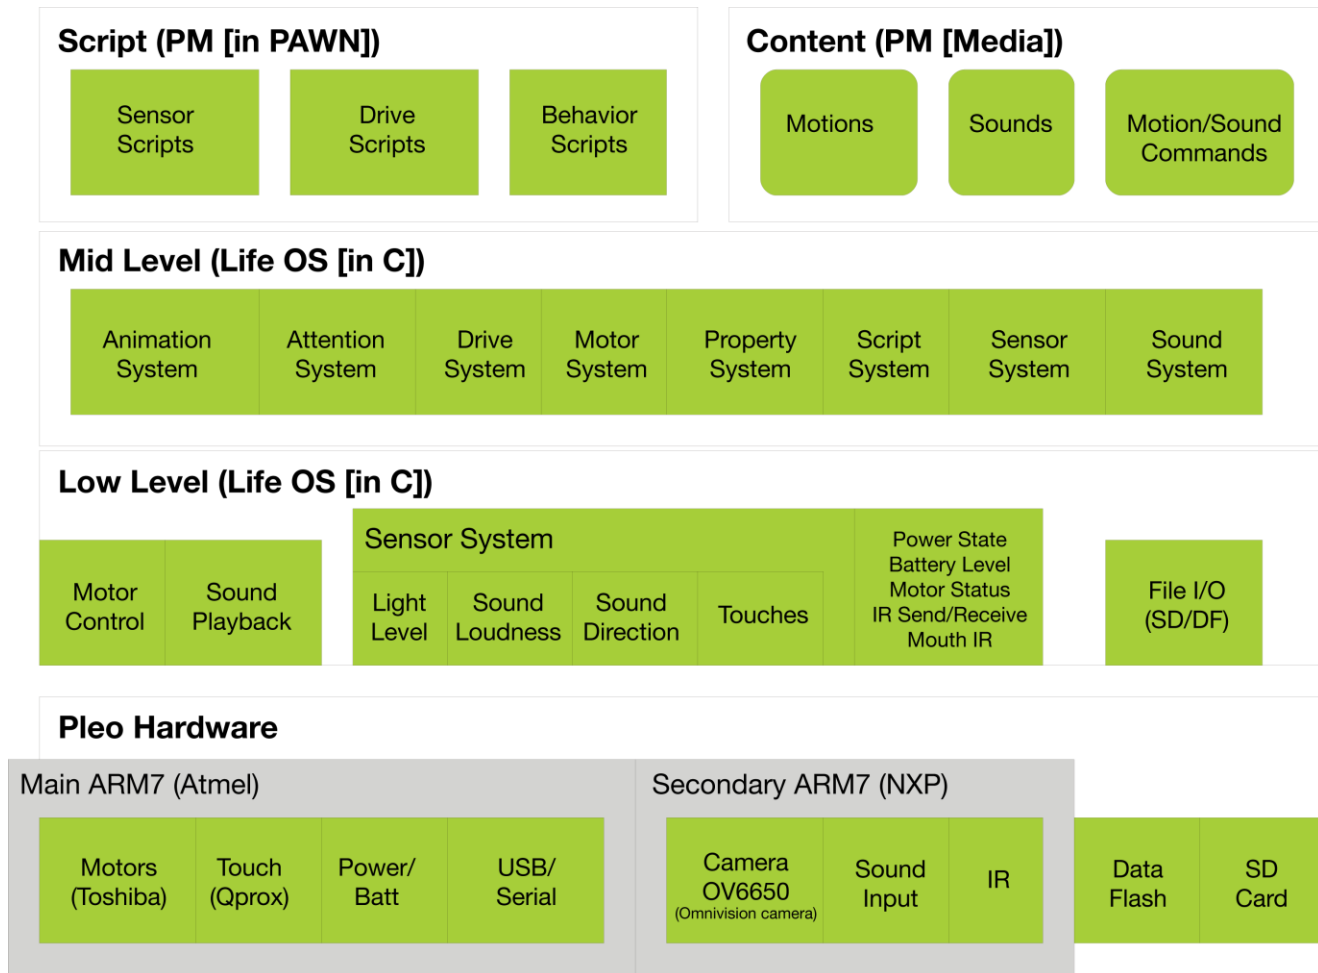 Script (PM [in PAWN])
Sensor
Scripts
Drive
Scripts
Behavior
Scripts
Content (PM [Media])
Motions
Sounds
Motion/Sound
Commands
Mid Level (Life OS [in C])
Animation
System
Attention
System
Drive
System
Motor
System
Property
System
Script
System
Sensor
System
Sound
System
Low Level (Life OS [in C])
Motor
Control
Sound
Playback
Sensor System
Light
Level
Sound
Loudness
Sound
Direction
Touches
Power State
Battery Level
Motor Status
IR Send/Receive
Mouth IR
File I/O
(SD/DF)
Pleo Hardware
Main ARM7 (Atmel)
Motors
(Toshiba)
Touch
(Qprox)
Power/
Batt
USB/
Serial
Secondary ARM7 (NXP)
Camera
OV6650
(Omnivision camera)
Sound
Input
IR
Data
Flash
SD
Card